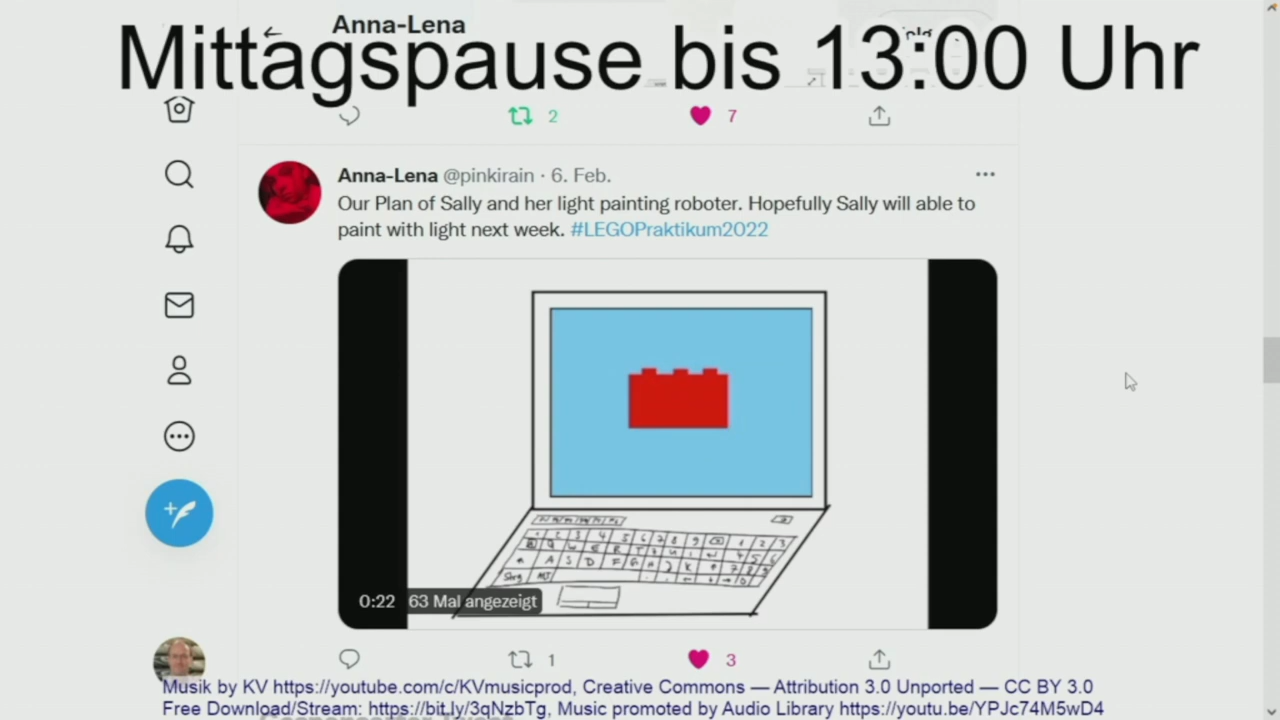 Anna-Lena
Mittagspause bis 13:00 Uhr
2
7
Anna-Lena @pinkirain · 6. Feb.
Our Plan of Sally and her light painting roboter. Hopefully Sally will able to
paint with light next week. #LEGOPraktikum2022
0:22 63 Mal angezeigt
1
3
Musik by KV https://youtube.com/c/KVmusicprod, Creative Commons — Attribution 3.0 Unported — CC BY 3.0
Free Download/Stream: https://bit.ly/3qNzbTg, Music promoted by Audio Library https://youtu.be/YPJc74M5wD4